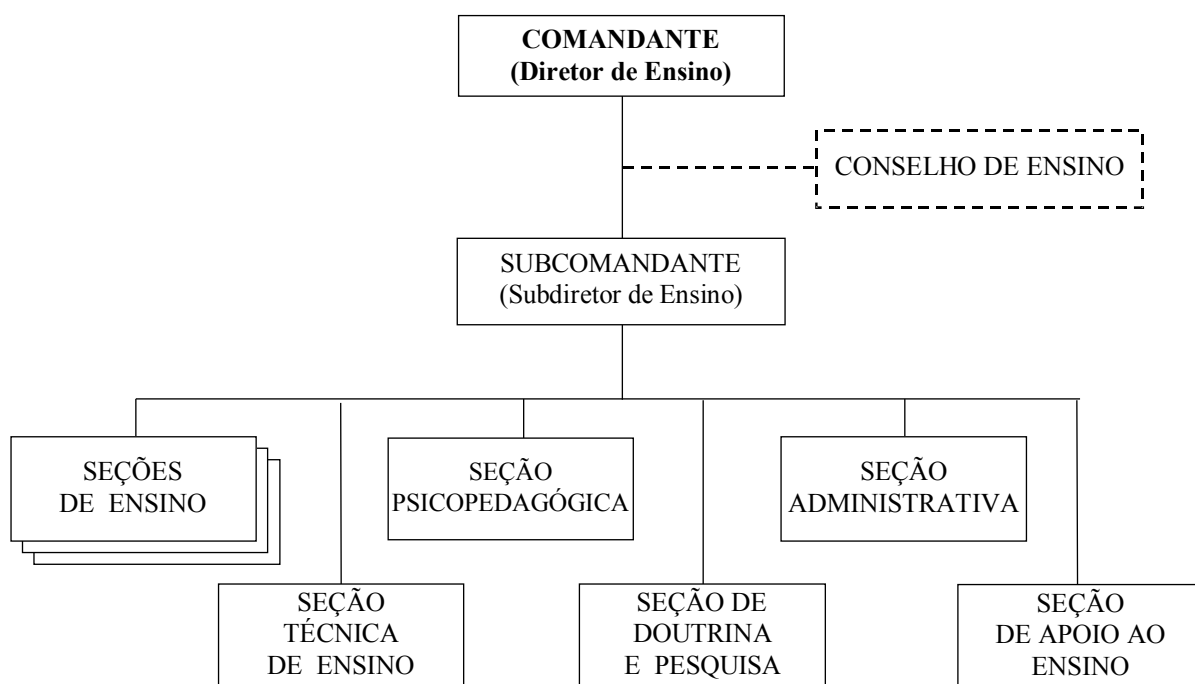 COMANDANTE
(Diretor de Ensino)
CONSELHO DE ENSINO
SUBCOMANDANTE
(Subdiretor de Ensino)
SEÇÕES
DE ENSINO
SEÇÃO
PSICOPEDAGÓGICA
SEÇÃO
ADMINISTRATIVA
SEÇÃO
TÉCNICA
DE ENSINO
SEÇÃO DE
DOUTRINA
E PESQUISA
SEÇÃO
DE APOIO AO
ENSINO